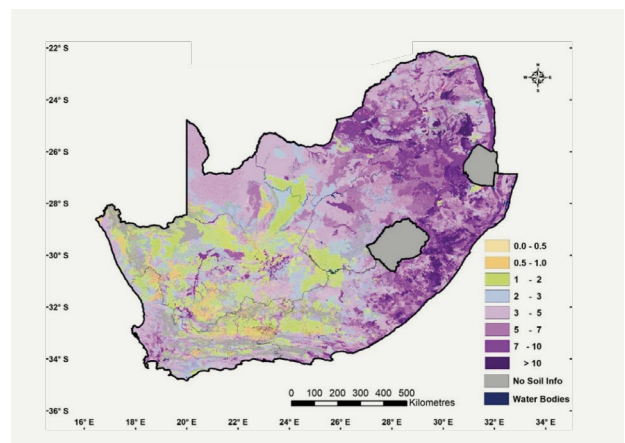 22° S
24° S
26° S
28° S
30° S
32° S
34° S
36° S
N
W E
S
0.0 - 0.5
0.5 - 1.0
1 - 2
2 - 3
3 - 5
5 - 7
7 - 10
> 10
No Soil Info
Water Bodies
0 100 200 300 400 500
Kilometres
16° E 18° E 20° E 22° E 24° E 26° E 28° E 30° E 32° E 34° E